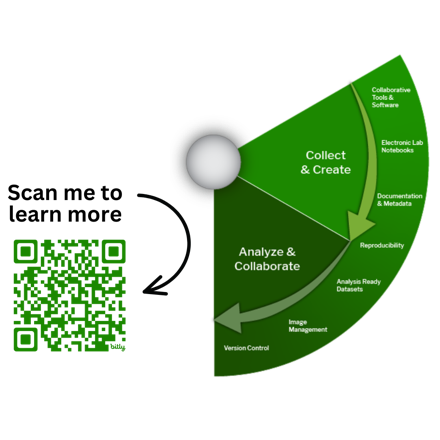 Scan me to
learn more
bitly
Collaborative
Tools &
Software
Electronic Lab
Notebooks
Collect
& Create
Documentation
& Metadata
Reproducibility
Analyze &
Collaborate
Analysis Ready
Datasets
Image
Management
Version Control